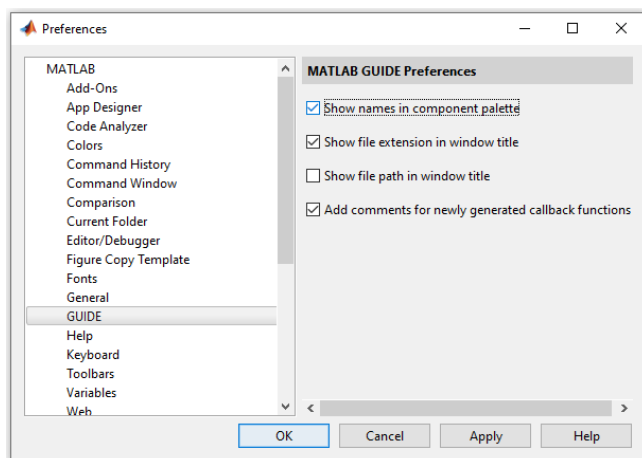 Preferences
MATLAB
Add-Ons
App Designer
Code Analyzer
Colors
Command History
Command Window
Comparison
Current Folder
Editor/Debugger
Figure Copy Template
Fonts
General
GUIDE
Help
Keyboard
Toolbars
Variables
Web
MATLAB GUIDE Preferences
Show names in component palette
Show file extension in window title
Show file path in window title
Add comments for newly generated callback functions
OK
Cancel
Apply
Help